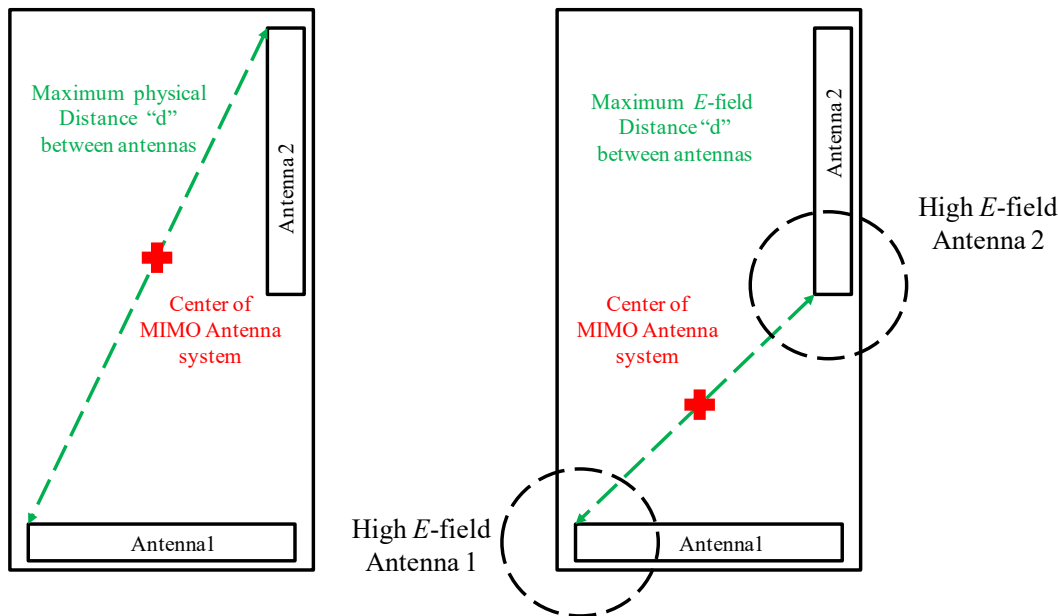 Maximum physical
Distance “d”
between antennas
Antenna 2
Center of
MIMO Antenna
system
Antenna1
Maximum E-field
Distance “d”
between antennas
Antenna 2
High E-field
Antenna 2
Center of
MIMO Antenna
system
High E-field
Antenna 1
Antenna1